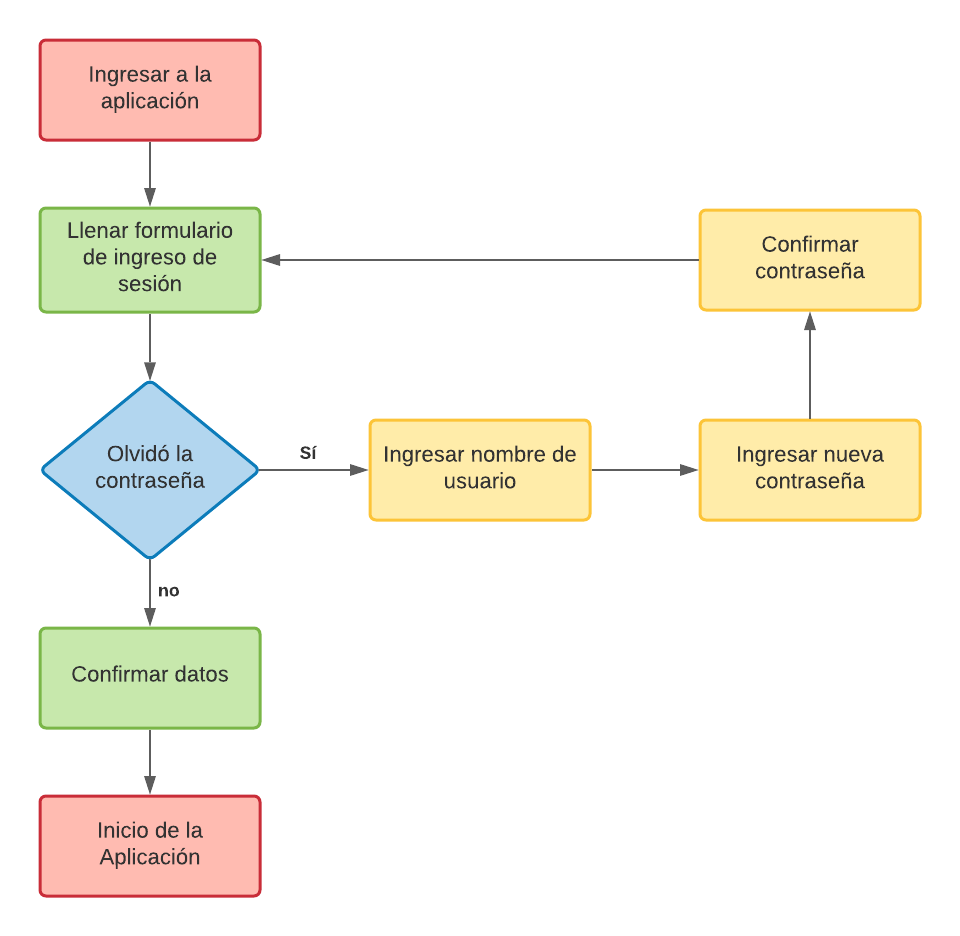 Ingresar a la
aplicación
Llenar formulario
de ingreso de
sesión
Confirmar
contraseña
Olvidó la
contraseña
Sí
Ingresar nombre de
usuario
Ingresar nueva
contraseña
no
Confirmar datos
Inicio de la
Aplicación